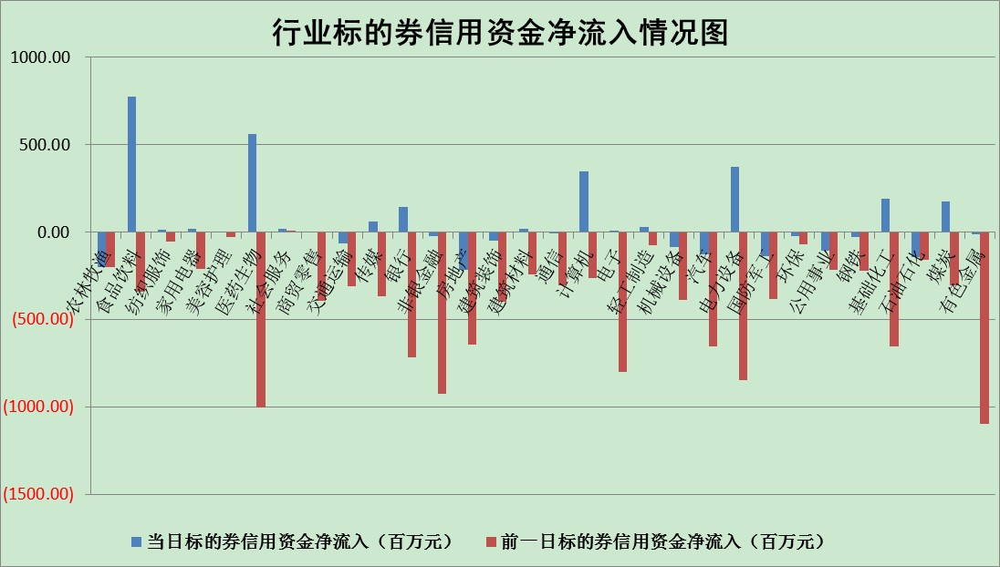 行业标的券信用资金净流入情况图
1000.00
500.00
0.00
(500.00)
(1000.00)
(1500.00)
农林牧渔
食品饮料
纺织服饰
家用电器
美容护理
医药生物
社会服务
商贸零售
交通运输
传媒
银行
非银金融
房地产
建筑装饰
建筑材料
通信
计算机
电子
轻工制造
机械设备
汽车
电力设备
国防军工
环保
公用事业
钢铁
基础化工
石油石化
煤炭
有色金属
当日标的券信用资金净流入（百万元）
前一日标的券信用资金净流入（百万元）